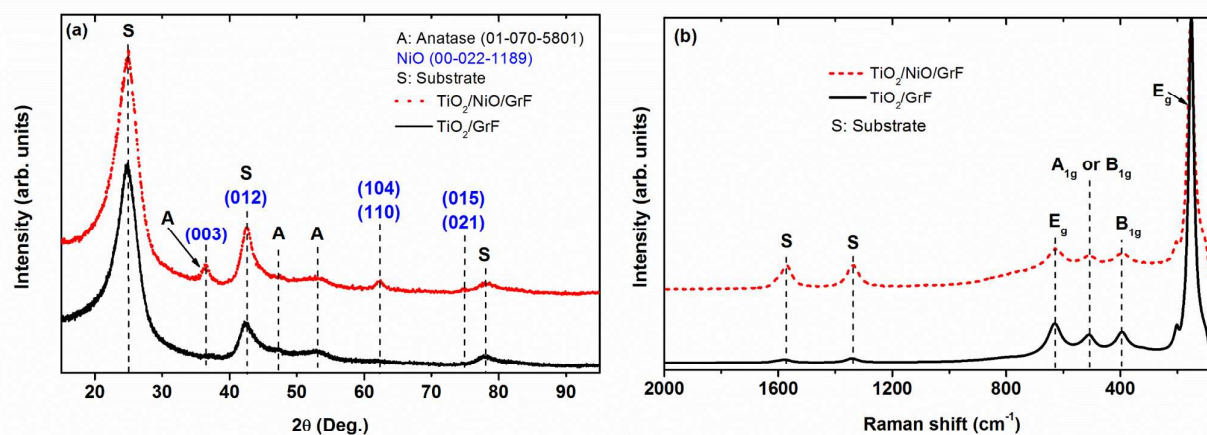 (a)
S
A: Anatase (01-070-5801)
NiO (00-022-1189)
S: Substrate
TiO₂/NiO/GrF
TiO₂/GrF
S
(012)
(104)
(110)
(015)
(021)
A
(003)
A
A
S
Intensity (arb. units)
20 30 40 50 60 70 80 90
2θ (Deg.)
(b)
TiO₂/NiO/GrF
TiO₂/GrF
S: Substrate
E_g
A₁g or B₁g
E_g
B₁g
S
S
Intensity (arb. units)
2000 1600 1200 800 400
Raman shift (cm⁻¹)